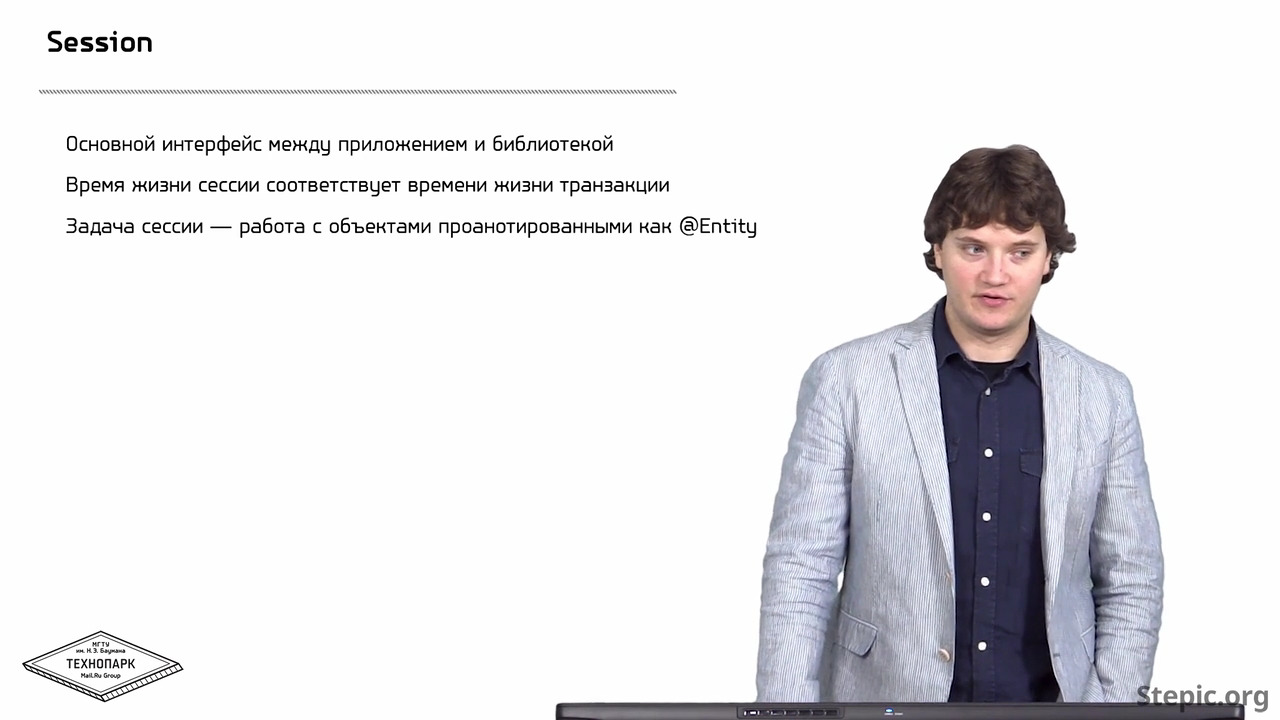 Session
Основной интерфейс между приложением и библиотекой
Время жизни сессии соответствует времени жизни транзакции
Задача сессии — работа с объектами проанотированными как @Entity
МГТУ
им. Н.Э. Баумана
ТЕХНОПАРК
Mail.Ru Group
Stepic.org